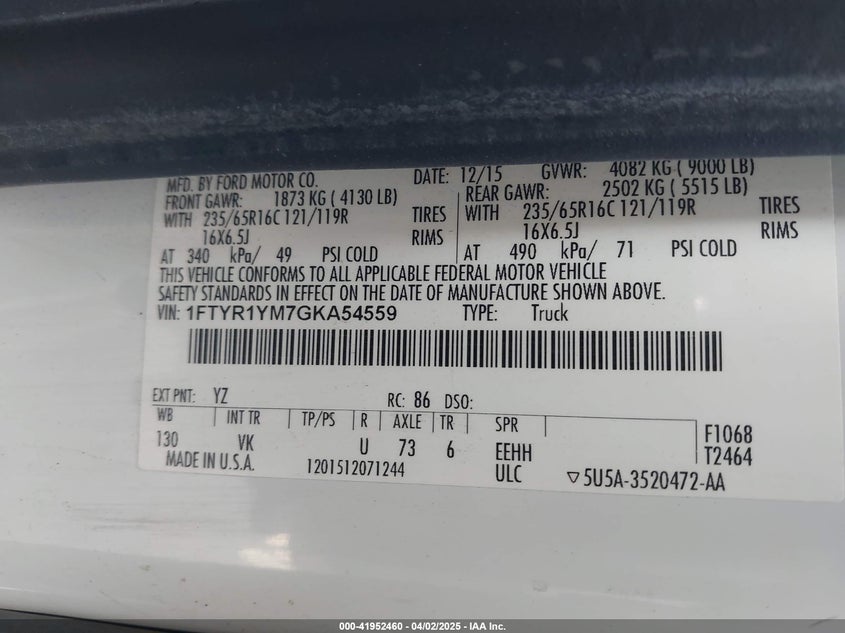 MFD. BY FORD MOTOR CO. DATE: 12/15 GVWR: 4082 KG ( 9000 LB)
FRONT GAWR: 1873 KG ( 4130 LB) REAR GAWR: 2502 KG ( 5515 LB)
WITH 235/65R16C 121/119R TIRES WITH 235/65R16C 121/119R TIRES
16X6.5J RIMS 16X6.5J RIMS
AT 340 kPa/ 49 PSI COLD AT 490 kPa/ 71 PSI COLD
THIS VEHICLE CONFORMS TO ALL APPLICABLE FEDERAL MOTOR VEHICLE
SAFETY STANDARDS IN EFFECT ON THE DATE OF MANUFACTURE SHOWN ABOVE.
VIN: 1FTYR1YM7GKA54559 TYPE: Truck
EXT PNT: YZ RC: 86 DSO:
WB INT TR TP/PS R AXLE TR SPR
130 VK U 73 6 EEHH F1068
MADE IN U.S.A. 1201512071244 ULC T2464
▽5U5A-3520472-AA
000-41952460 - 04/02/2025 - IAA Inc.